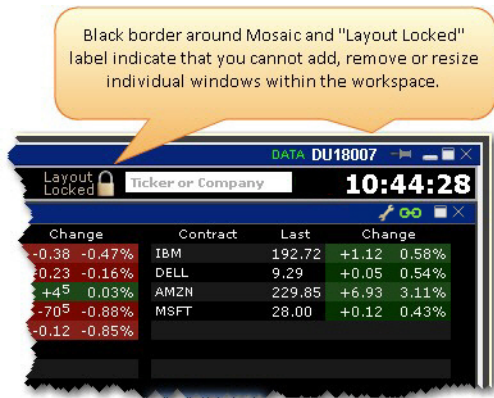 Black border around Mosaic and "Layout Locked"
label indicate that you cannot add, remove or resize
individual windows within the workspace.
DATA DU18007
Layout
Locked Ticker or Company 10:44:28
Change Contract Last Change
-0.38 -0.47% IBM 192.72 +1.12 0.58%
-0.23 -0.16% DELL 9.29 +0.05 0.54%
+4⁵ 0.03% AMZN 229.85 +6.93 3.11%
-70⁵ -0.88% MSFT 28.00 +0.12 0.43%
-0.12 -0.85%